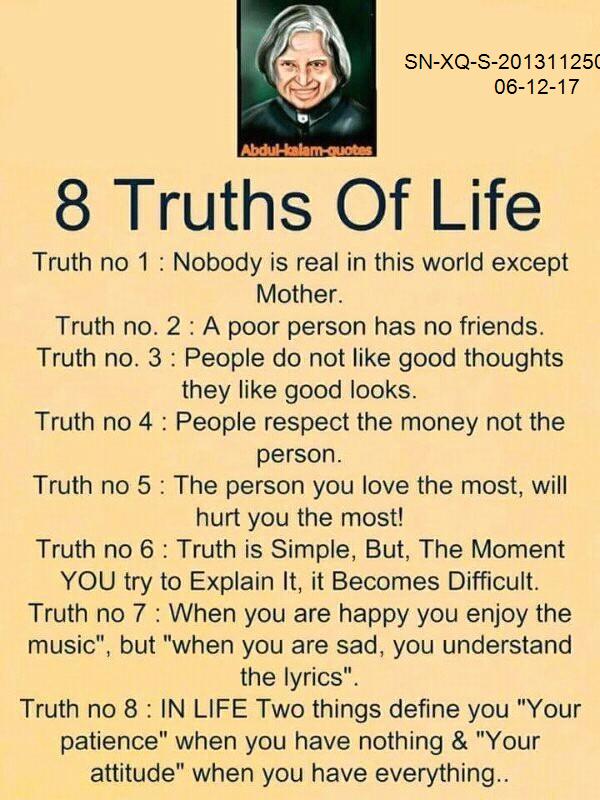 SN-XQ-S-201311250
06-12-17
Abdul-kalam-quotes
8 Truths Of Life
Truth no 1 : Nobody is real in this world except
Mother.
Truth no. 2 : A poor person has no friends.
Truth no. 3 : People do not like good thoughts
they like good looks.
Truth no 4 : People respect the money not the
person.
Truth no 5 : The person you love the most, will
hurt you the most!
Truth no 6 : Truth is Simple, But, The Moment
YOU try to Explain It, it Becomes Difficult.
Truth no 7 : When you are happy you enjoy the
music", but "when you are sad, you understand
the lyrics".
Truth no 8 : IN LIFE Two things define you "Your
patience" when you have nothing & "Your
attitude" when you have everything..